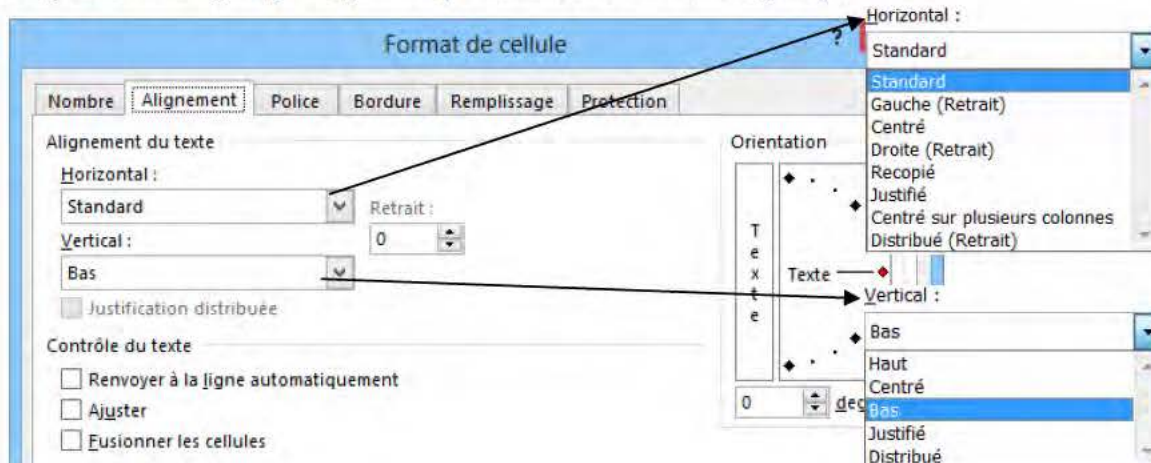 Format de cellule
?
Nombre Alignement Police Bordure Remplissage Protection
Alignement du texte
Horizontal :
Standard
Retrait :
0
Vertical :
Bas
Justification distribuée
Contrôle du texte
Renvoyer à la ligne automatiquement
Ajuster
Fusionner les cellules
Orientation
Texte
Texte
0 deg
Horizontal :
Standard
Standard
Gauche (Retrait)
Centré
Droite (Retrait)
Recopié
Justifié
Centré sur plusieurs colonnes
Distribué (Retrait)
Vertical :
Bas
Haut
Centré
Bas
Justifié
Distribué